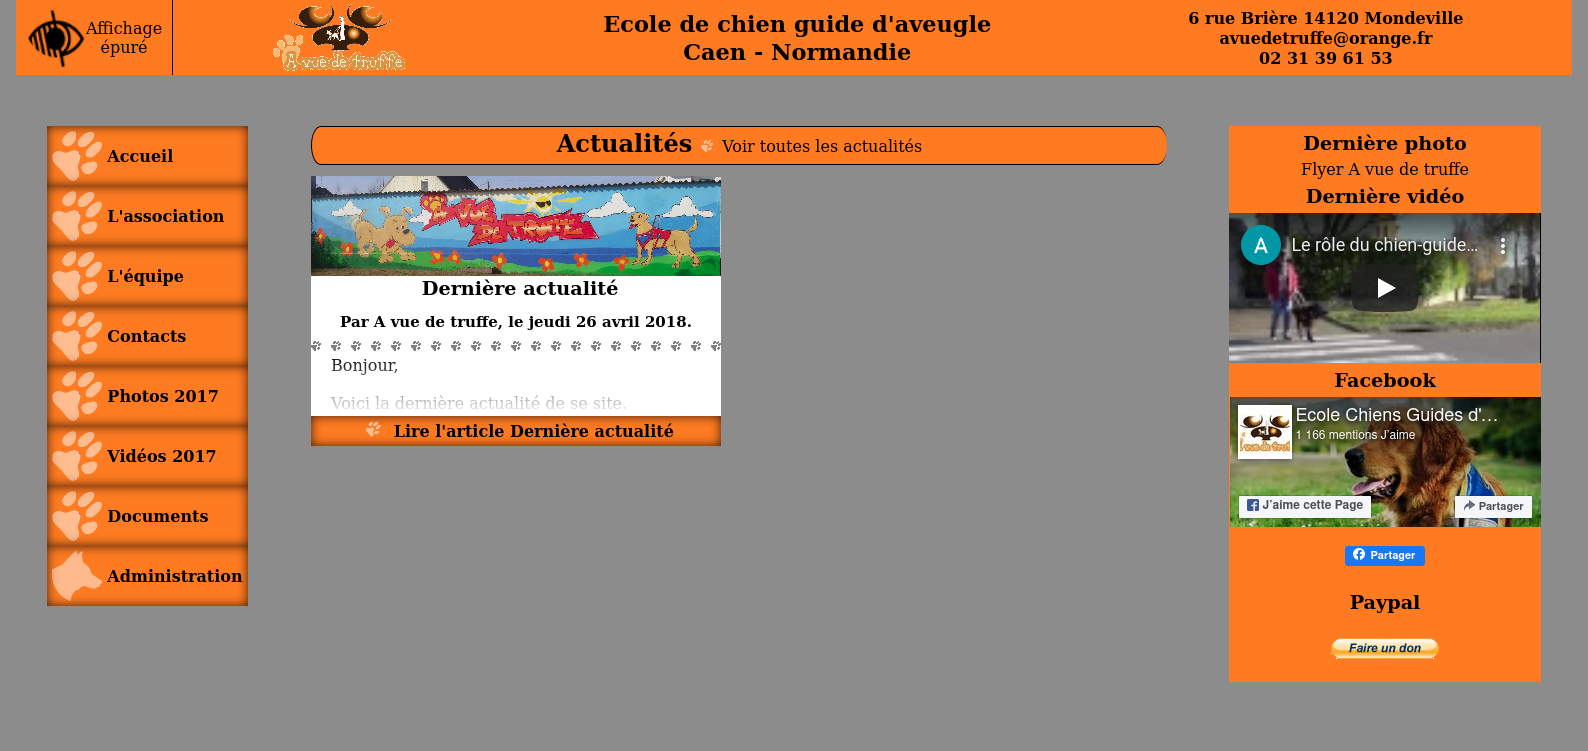 Affichage
épuré
A vue de truffe
Ecole de chien guide d'aveugle
Caen - Normandie
6 rue Brière 14120 Mondeville
avuedetruffe@orange.fr
02 31 39 61 53
Accueil
L'association
L'équipe
Contacts
Photos 2017
Vidéos 2017
Documents
Administration
Actualités Voir toutes les actualités
A VUE
DE TRUFFE
Dernière actualité
Par A vue de truffe, le jeudi 26 avril 2018.
Bonjour,
Voici la dernière actualité de se site.
Lire l'article Dernière actualité
Dernière photo
Flyer A vue de truffe
Dernière vidéo
A Le rôle du chien-guide...
Facebook
Ecole Chiens Guides d'...
1 166 mentions J'aime
J'aime cette Page
Partager
Partager
Paypal
Faire un don